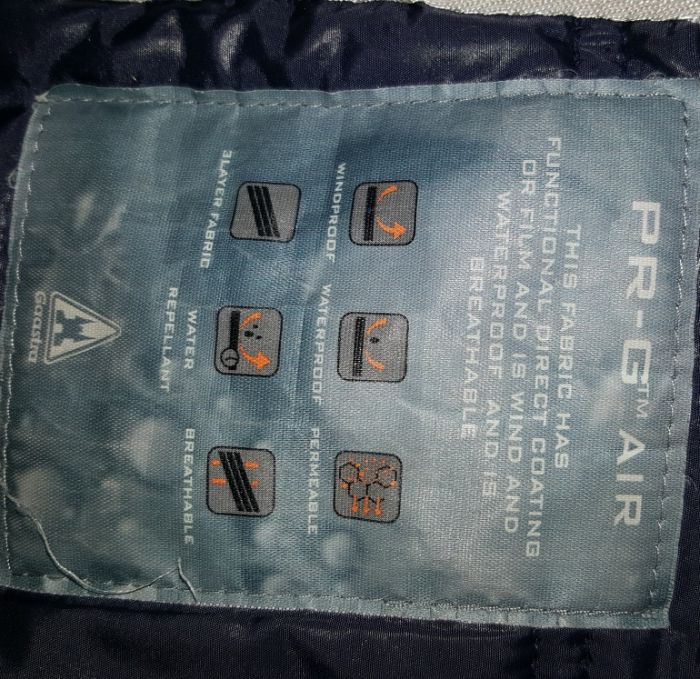 PR-G™ AIR
THIS FABRIC HAS
FUNCTIONAL DIRECT COATING
OR FILM AND IS WIND AND
WATERPROOF AND IS
BREATHABLE
WINDPROOF
WATERPROOF
PERMEABLE
3LAYER FABRIC
WATER
REPELLANT
BREATHABLE
Gaastra